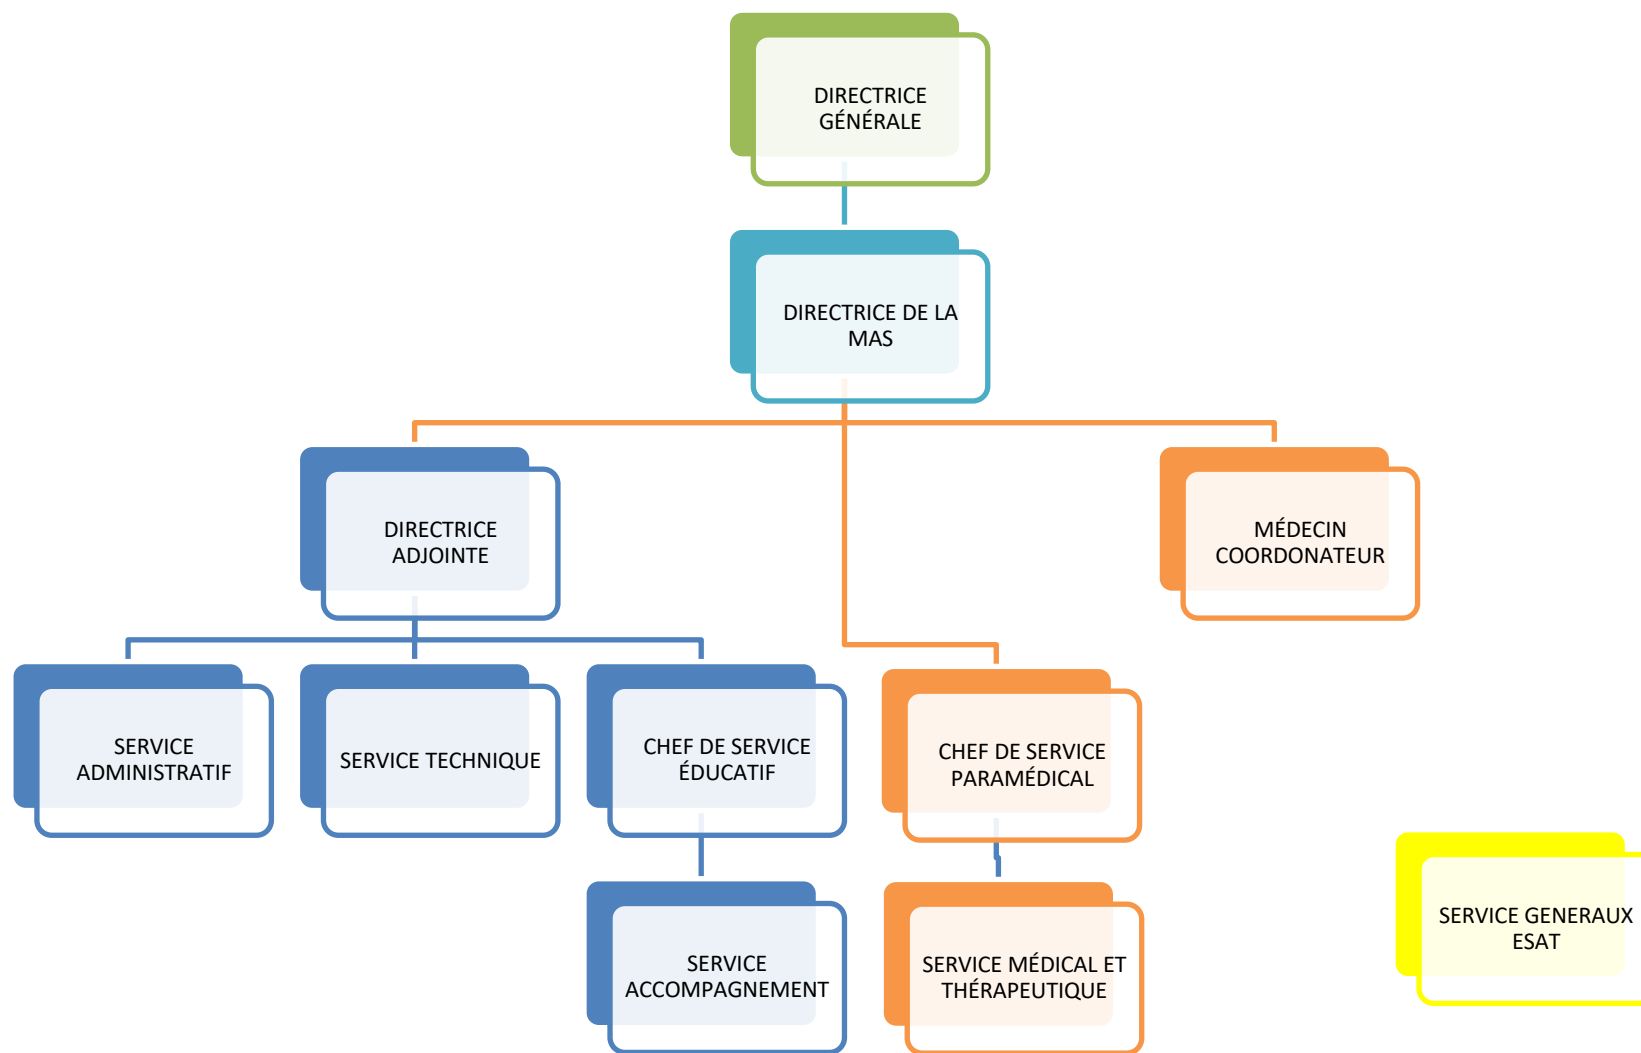 DIRECTRICE
GÉNÉRALE
DIRECTRICE DE LA
MAS
DIRECTRICE
ADJOINTE
MÉDECIN
COORDONATEUR
SERVICE
ADMINISTRATIF
SERVICE TECHNIQUE
CHEF DE SERVICE
ÉDUCATIF
CHEF DE SERVICE
PARAMÉDICAL
SERVICE
ACCOMPAGNEMENT
SERVICE MÉDICAL ET
THÉRAPEUTIQUE
SERVICE GENERAUX
ESAT